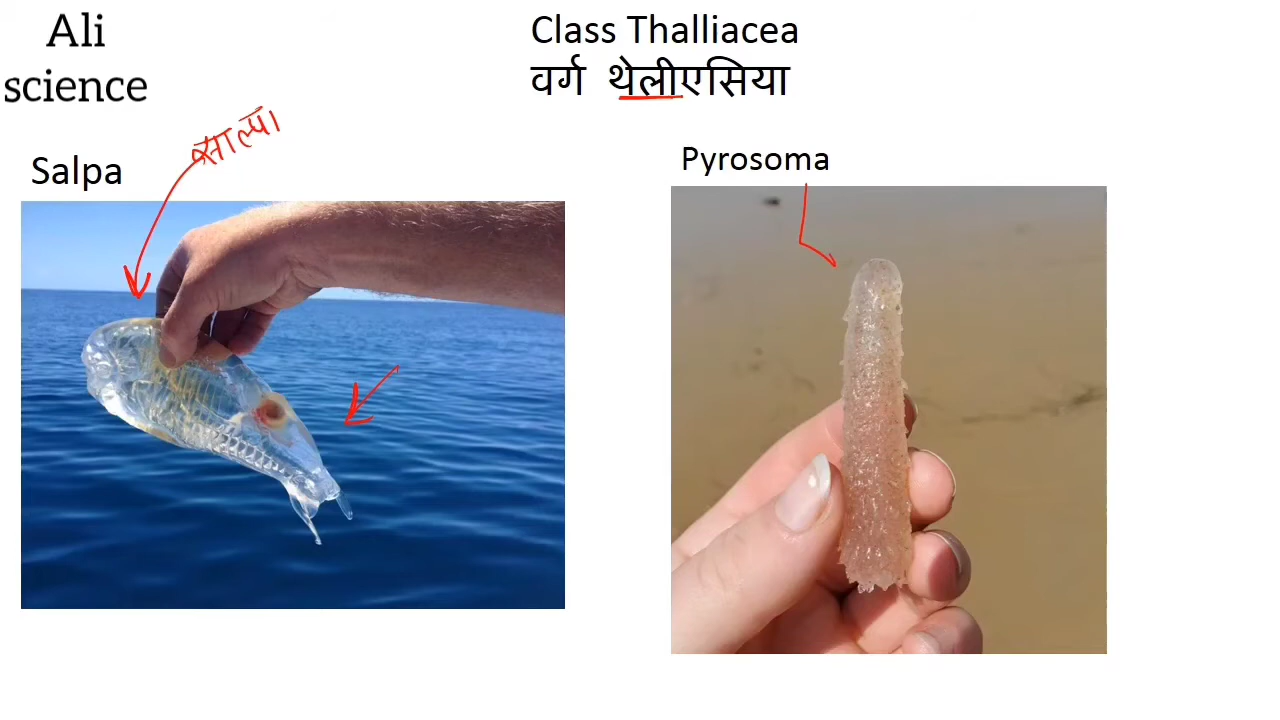 Ali
science
Class Thalliacea
वर्ग थेलीएसिया
साल्पा
Salpa
Pyrosoma